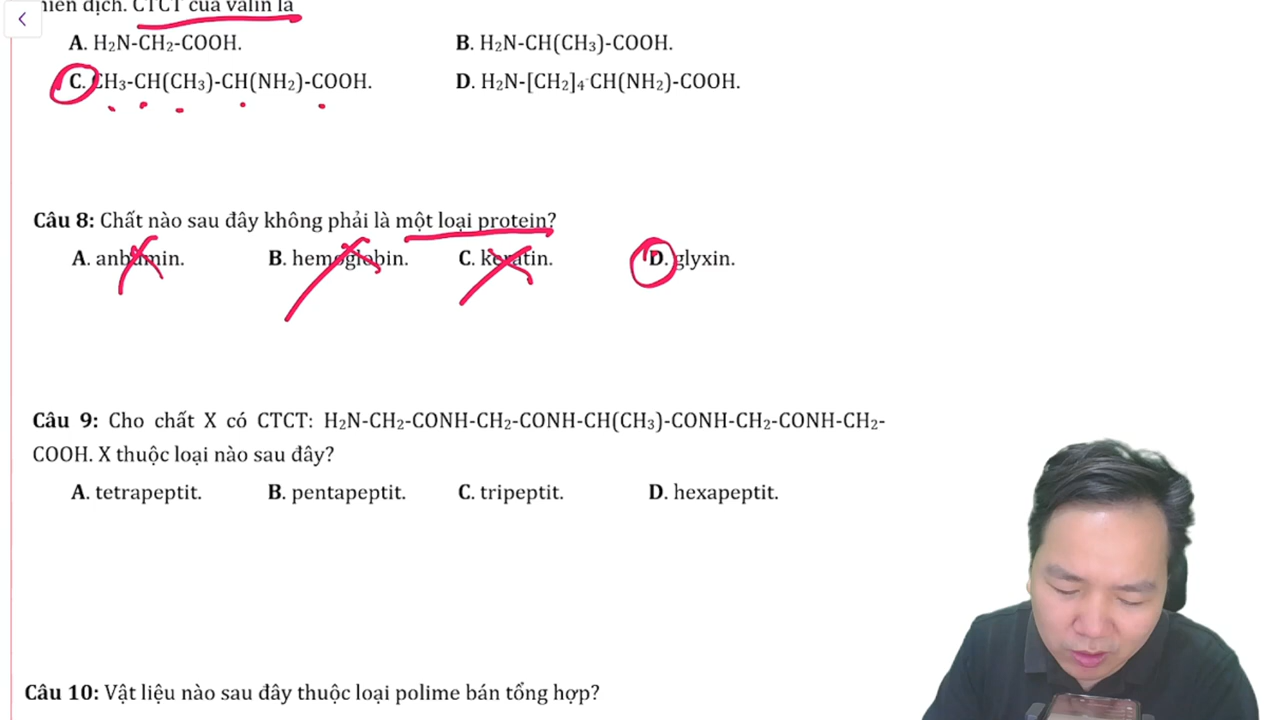 hiên dịch. CTCT của valin là
A. H₂N-CH₂-COOH. B. H₂N-CH(CH₃)-COOH.
C. CH₃-CH(CH₃)-CH(NH₂)-COOH. D. H₂N-[CH₂]₄-CH(NH₂)-COOH.
Câu 8: Chất nào sau đây không phải là một loại protein?
A. anbumin. B. hemoglobin. C. keratin. D. glyxin.
Câu 9: Cho chất X có CTCT: H₂N-CH₂-CONH-CH₂-CONH-CH(CH₃)-CONH-CH₂-CONH-CH₂-
COOH. X thuộc loại nào sau đây?
A. tetrapeptit. B. pentapeptit. C. tripeptit. D. hexapeptit.
Câu 10: Vật liệu nào sau đây thuộc loại polime bán tổng hợp?